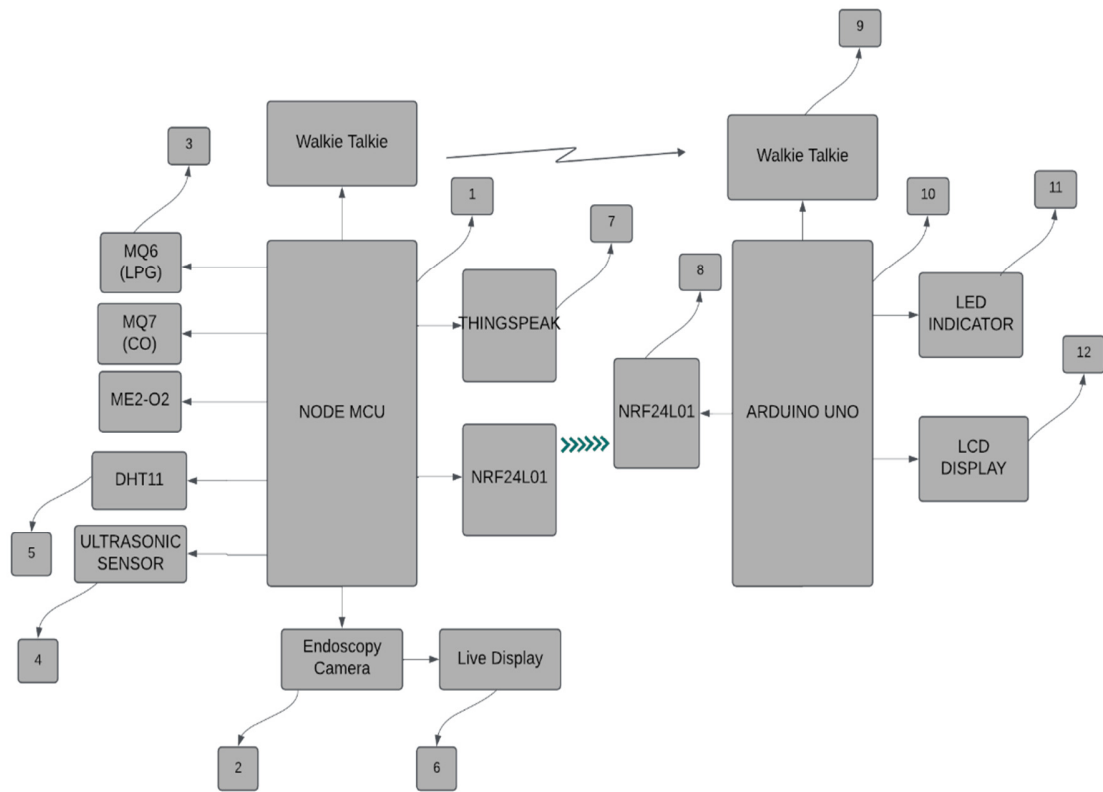 9
Walkie Talkie
Walkie Talkie
3
1
10
11
7
MQ6
(LPG)
8
LED
INDICATOR
THINGSPEAK
MQ7
(CO)
12
ME2-O2
NODE MCU
NRF24L01
ARDUINO UNO
LCD
DISPLAY
DHT11
NRF24L01
5
ULTRASONIC
SENSOR
4
Endoscopy
Camera
Live Display
2
6